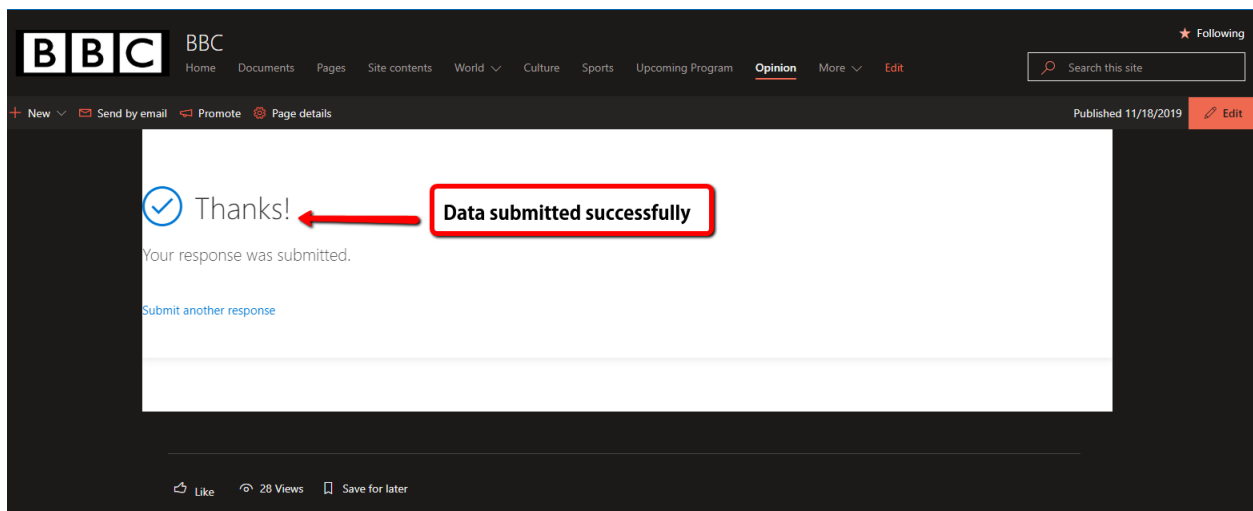 BBC
BBC
★ Following
Home Documents Pages Site contents World Culture Sports Upcoming Program Opinion More Edit
Search this site
+ New Send by email Promote Page details
Published 11/18/2019 Edit
Thanks!
Data submitted successfully
Your response was submitted.
Submit another response
Like 28 Views Save for later